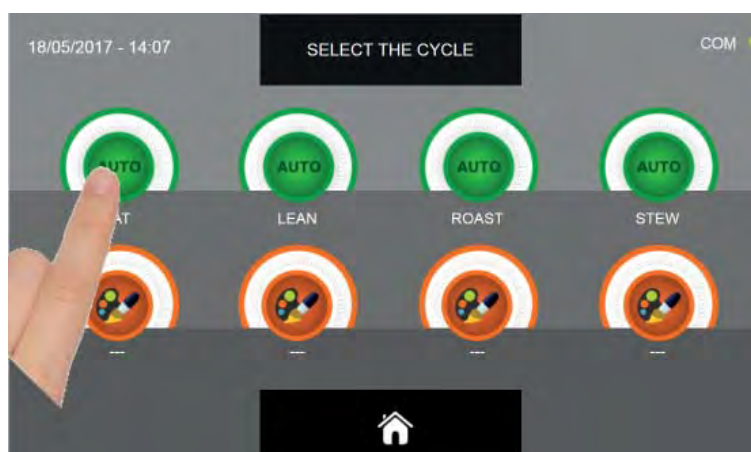 18/05/2017 - 14:07
SELECT THE CYCLE
COM
AUTO
AUTO
AUTO
AUTO
LEAN
ROAST
STEW
---
---
---
---